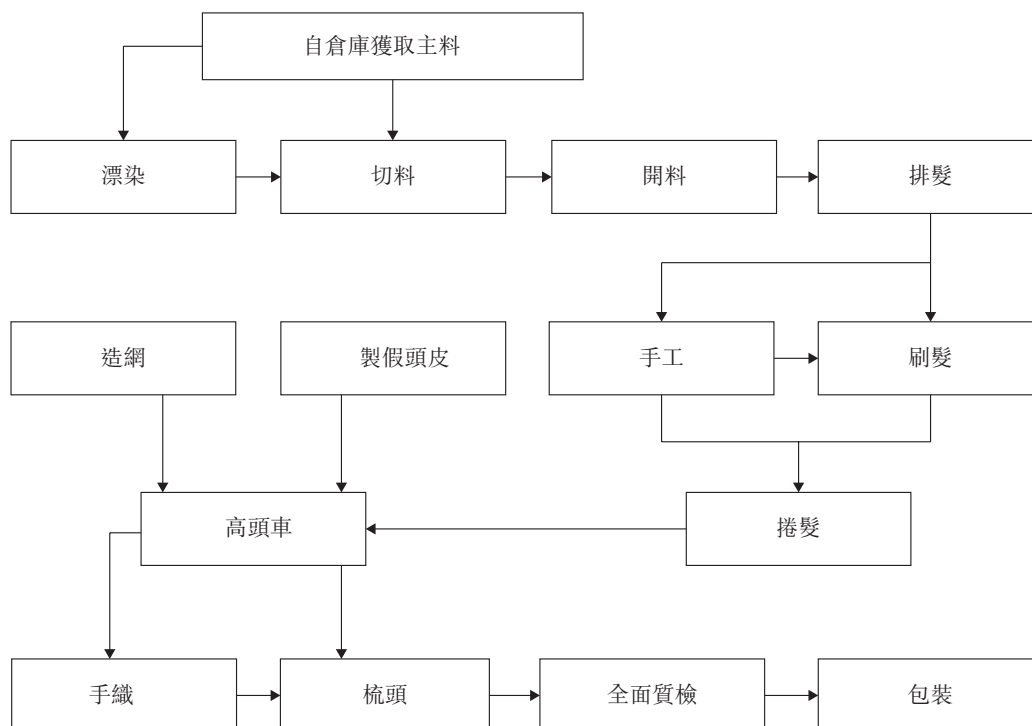 自倉庫獲取主料
漂染
切料
開料
排髮
造網
製假頭皮
手工
刷髮
高頭車
捲髮
手織
梳頭
全面質檢
包裝